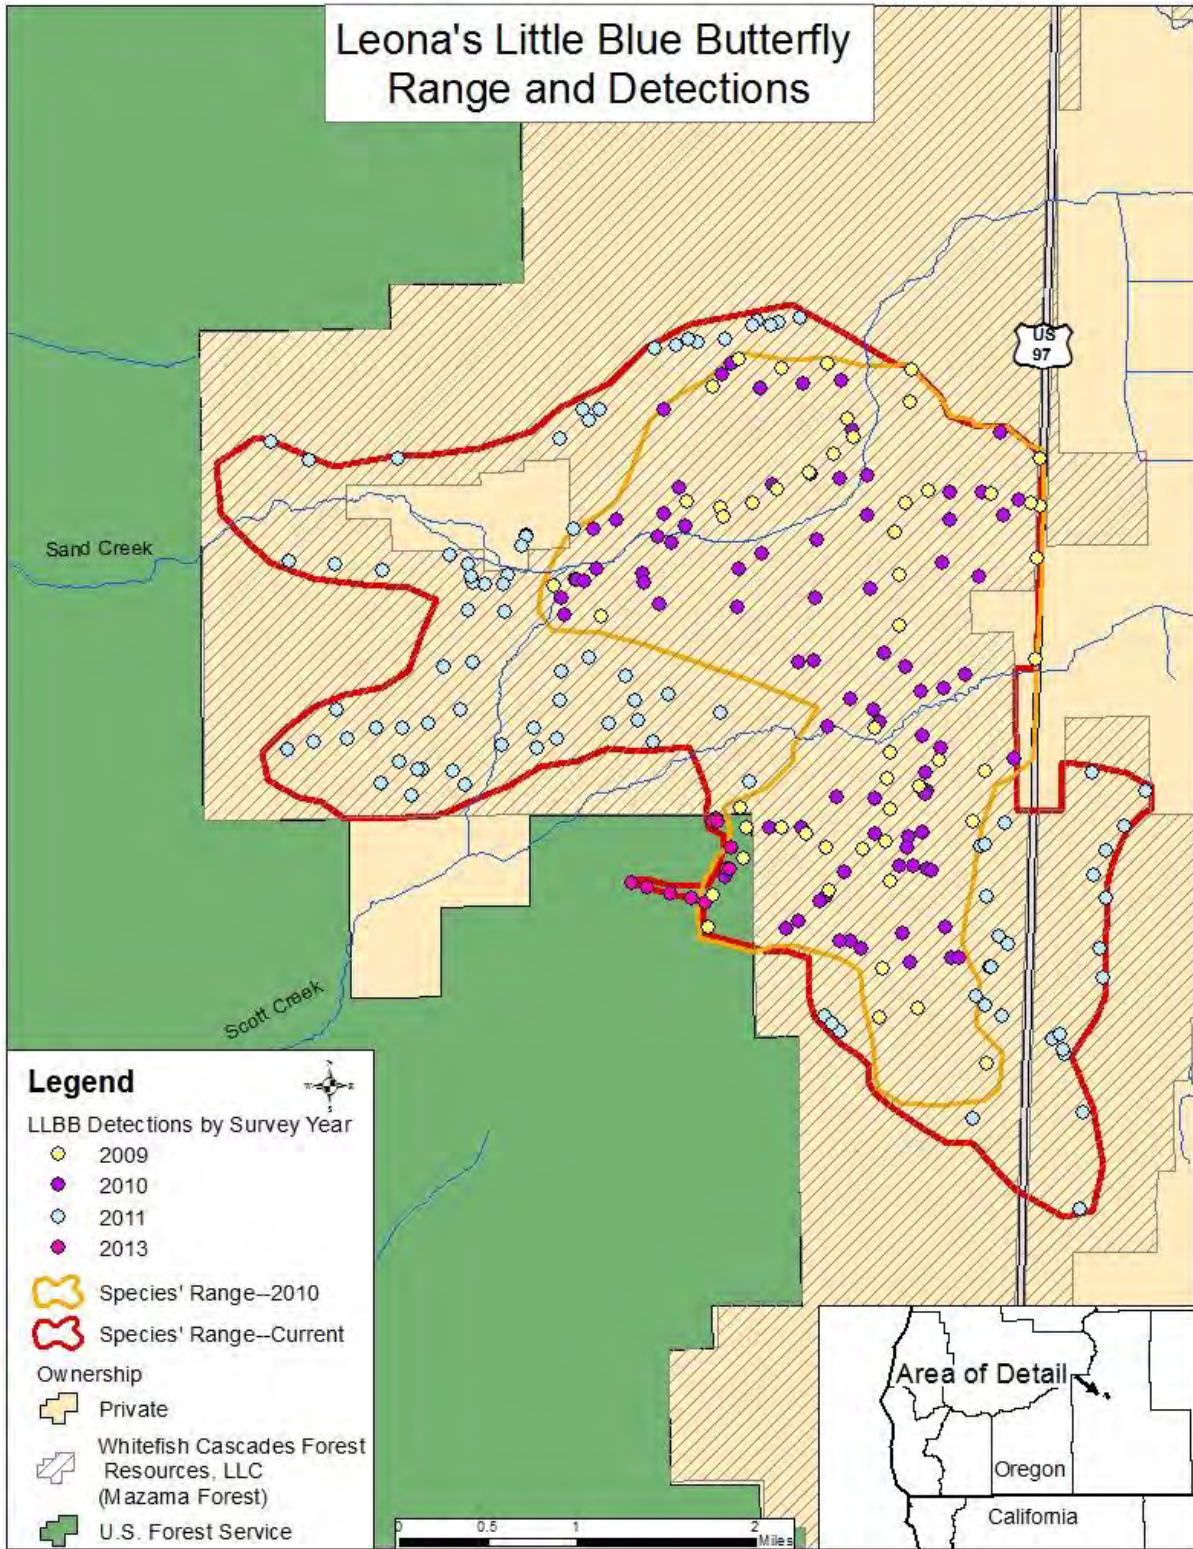 Leona's Little Blue Butterfly
Range and Detections
US
97
Sand Creek
Scott Creek
Legend
N
W
E
S
LLBB Detections by Survey Year
2009
2010
2011
2013
Species' Range--2010
Species' Range--Current
Ownership
Private
Whitefish Cascades Forest
Resources, LLC
(Mazama Forest)
U.S. Forest Service
0 0.5 1 2
Miles
Area of Detail
Oregon
California